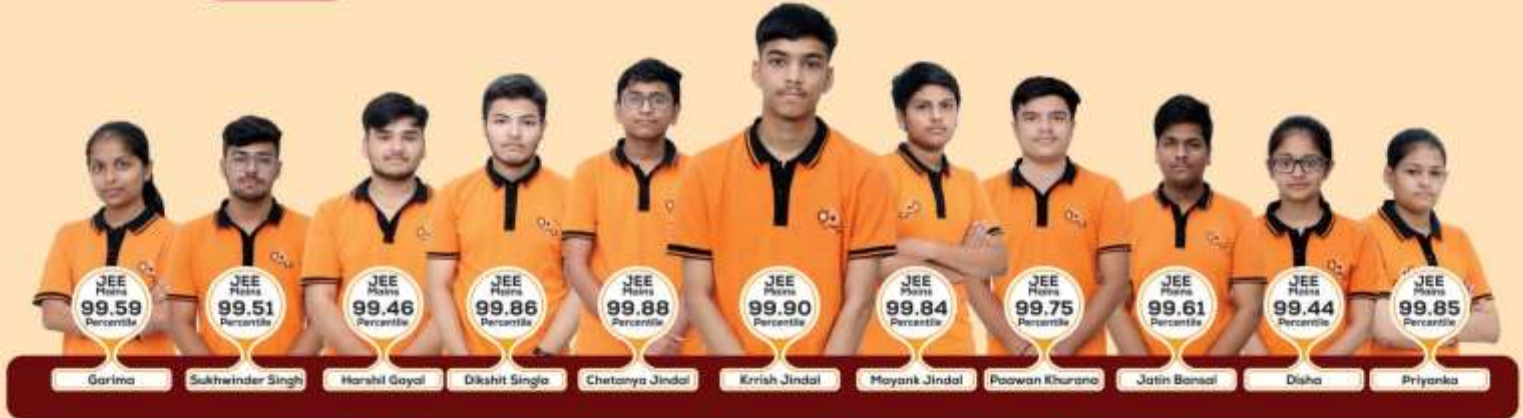 JEE
Mains
99.59
Percentile
Garima
JEE
Mains
99.51
Percentile
Sukhwinder Singh
JEE
Mains
99.46
Percentile
Harshil Goyal
JEE
Mains
99.86
Percentile
Dikshit Singla
JEE
Mains
99.88
Percentile
Chetanya Jindal
JEE
Mains
99.90
Percentile
Krrish Jindal
JEE
Mains
99.84
Percentile
Mayank Jindal
JEE
Mains
99.75
Percentile
Paawan Khurana
JEE
Mains
99.61
Percentile
Jatin Bansal
JEE
Mains
99.44
Percentile
Disha
JEE
Mains
99.85
Percentile
Priyanka